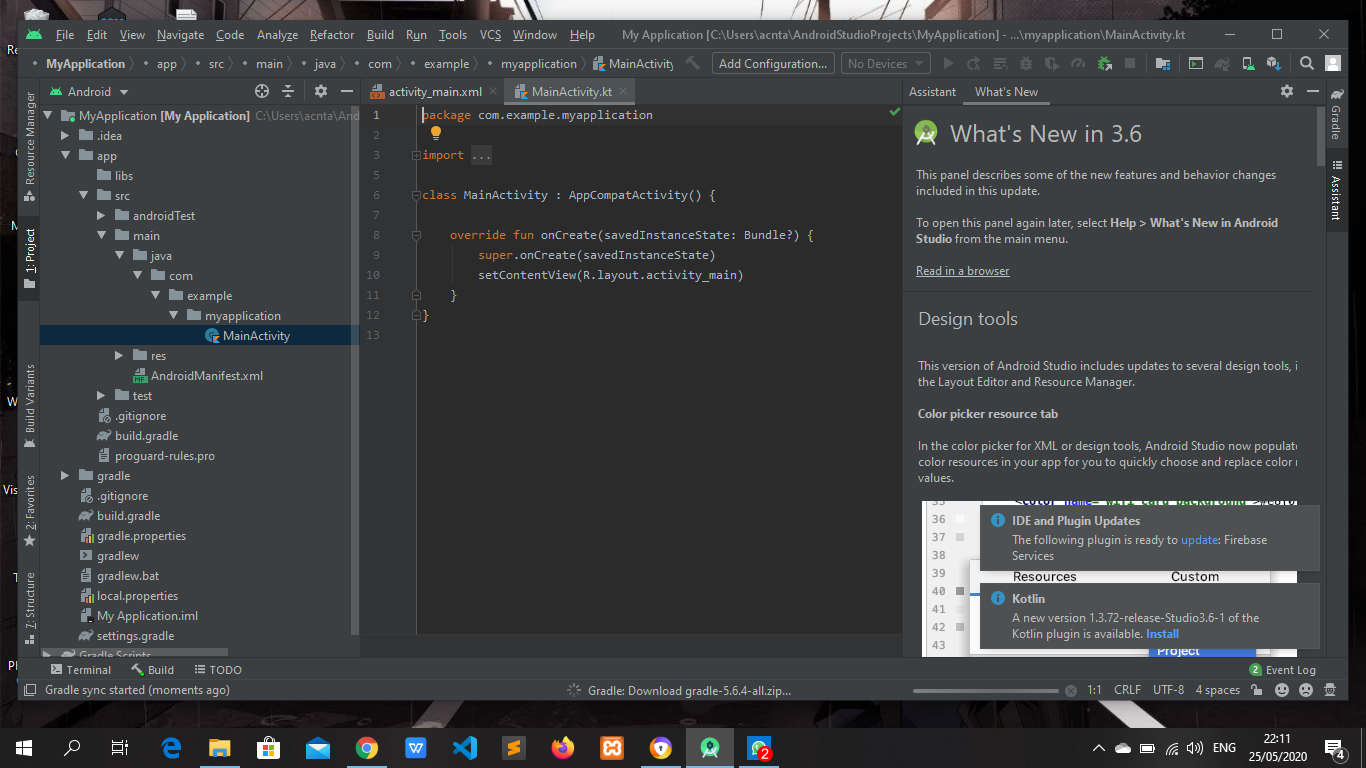 File Edit View Navigate Code Analyze Refactor Build Run Tools VCS Window Help My Application [C:\Users\acnta\AndroidStudioProjects\MyApplication] - ...\myapplication\MainActivity.kt
MyApplication app src main java com example myapplication MainActivity Add Configuration... No Devices
Android
activity_main.xml MainActivity.kt
Assistant What's New
Resource Manager
1: Project
Build Variants
2: Favorites
7: Structure
MyApplication [My Application] C:\Users\acnta\And
.idea
app
libs
src
androidTest
main
java
com
example
myapplication
MainActivity
res
AndroidManifest.xml
test
.gitignore
build.gradle
proguard-rules.pro
gradle
.gitignore
build.gradle
gradle.properties
gradlew
gradlew.bat
local.properties
My Application.iml
settings.gradle
Gradle Scripts
1 package com.example.myapplication
2
3 import ...
5
6 class MainActivity : AppCompatActivity() {
7
8 override fun onCreate(savedInstanceState: Bundle?) {
9 super.onCreate(savedInstanceState)
10 setContentView(R.layout.activity_main)
11 }
12 }
13
What's New in 3.6
This panel describes some of the new features and behavior changes
included in this update.
To open this panel again later, select Help > What's New in Android
Studio from the main menu.
Read in a browser
Design tools
This version of Android Studio includes updates to several design tools, i
the Layout Editor and Resource Manager.
Color picker resource tab
In the color picker for XML or design tools, Android Studio now populate
color resources in your app for you to quickly choose and replace color r
values.
36
37
38
39
40
41
42
43
IDE and Plugin Updates
The following plugin is ready to update: Firebase
Services
Resources Custom
Kotlin
A new version 1.3.72-release-Studio3.6-1 of the
Kotlin plugin is available. Install
Project
Gradle
Assistant
Terminal Build TODO 2 Event Log
Gradle sync started (moments ago) Gradle: Download gradle-5.6.4-all.zip... 1:1 CRLF UTF-8 4 spaces
ENG 22:11
25/05/2020
2
4